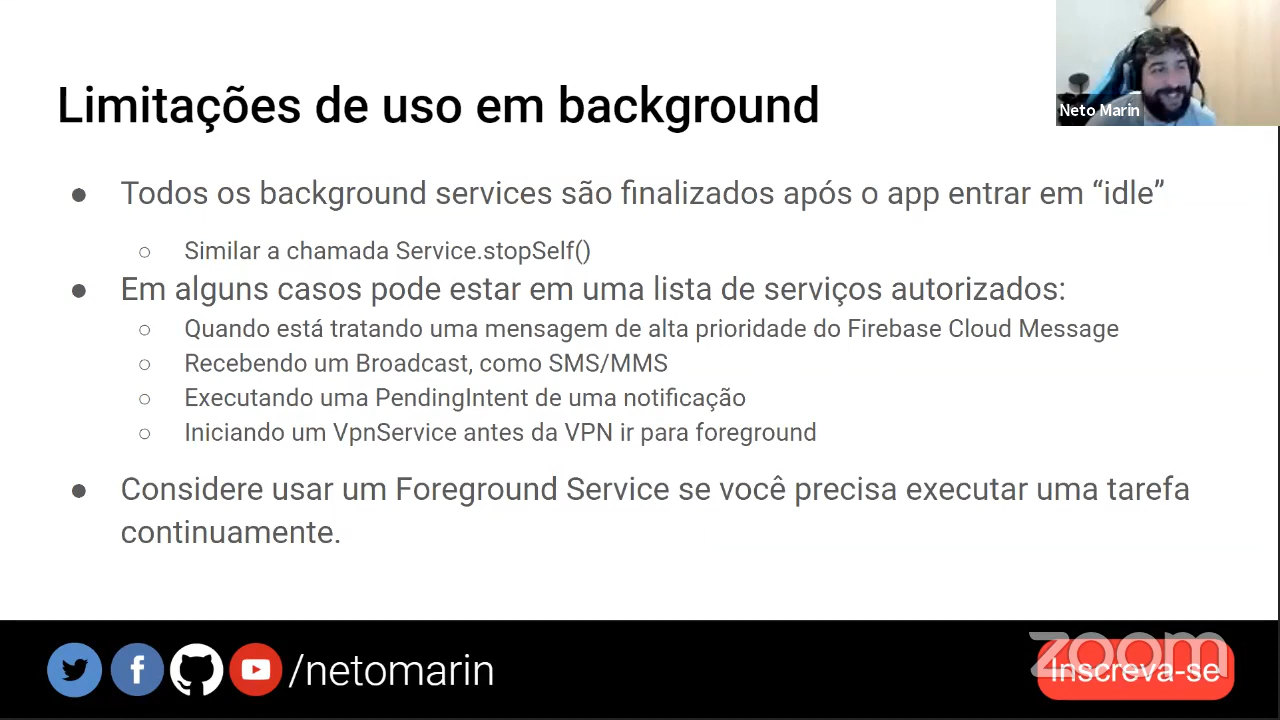 Limitações de uso em background
Neto Marin
● Todos os background services são finalizados após o app entrar em “idle”
○ Similar a chamada Service.stopSelf()
● Em alguns casos pode estar em uma lista de serviços autorizados:
○ Quando está tratando uma mensagem de alta prioridade do Firebase Cloud Message
○ Recebendo um Broadcast, como SMS/MMS
○ Executando uma PendingIntent de uma notificação
○ Iniciando um VpnService antes da VPN ir para foreground
● Considere usar um Foreground Service se você precisa executar uma tarefa
continuamente.
/netomarin
zoom
Inscreva-se